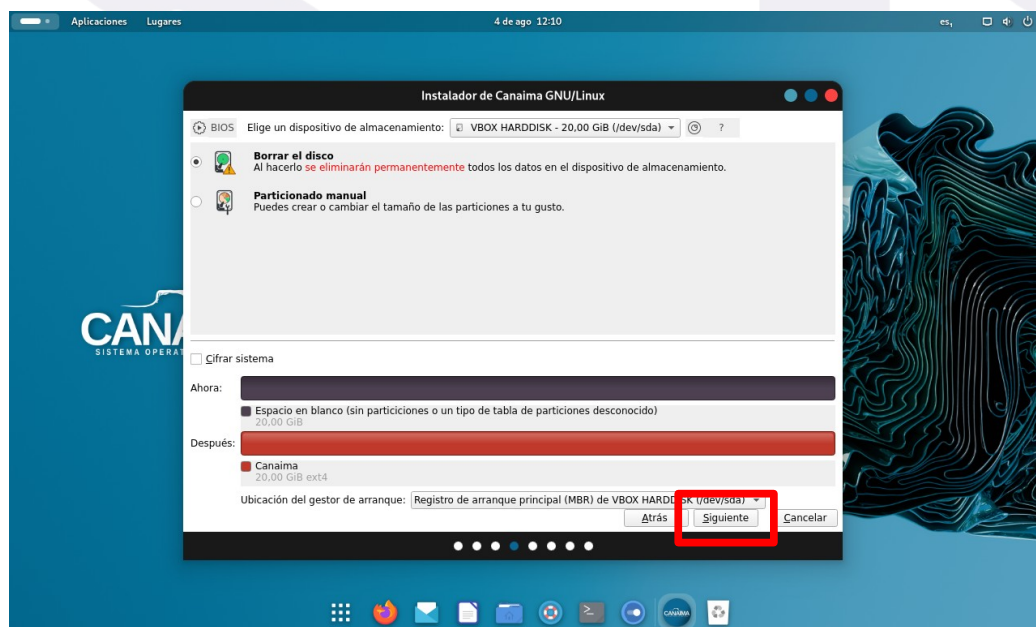 Aplicaciones Lugares 4 de ago 12:10 es₁
Instalador de Canaima GNU/Linux
BIOS Elige un dispositivo de almacenamiento: VBOX HARDDISK - 20,00 GiB (/dev/sda) ?
Borrar el disco
Al hacerlo se eliminarán permanentemente todos los datos en el dispositivo de almacenamiento.
Particionado manual
Puedes crear o cambiar el tamaño de las particiones a tu gusto.
CANA
SISTEMA OPERAT
Cifrar sistema
Ahora:
Espacio en blanco (sin particiciones o un tipo de tabla de particiones desconocido)
20,00 GiB
Después:
Canaima
20,00 GiB ext4
Ubicación del gestor de arranque: Registro de arranque principal (MBR) de VBOX HARDDISK (/dev/sda)
Atrás Siguiente Cancelar
CANAIMA